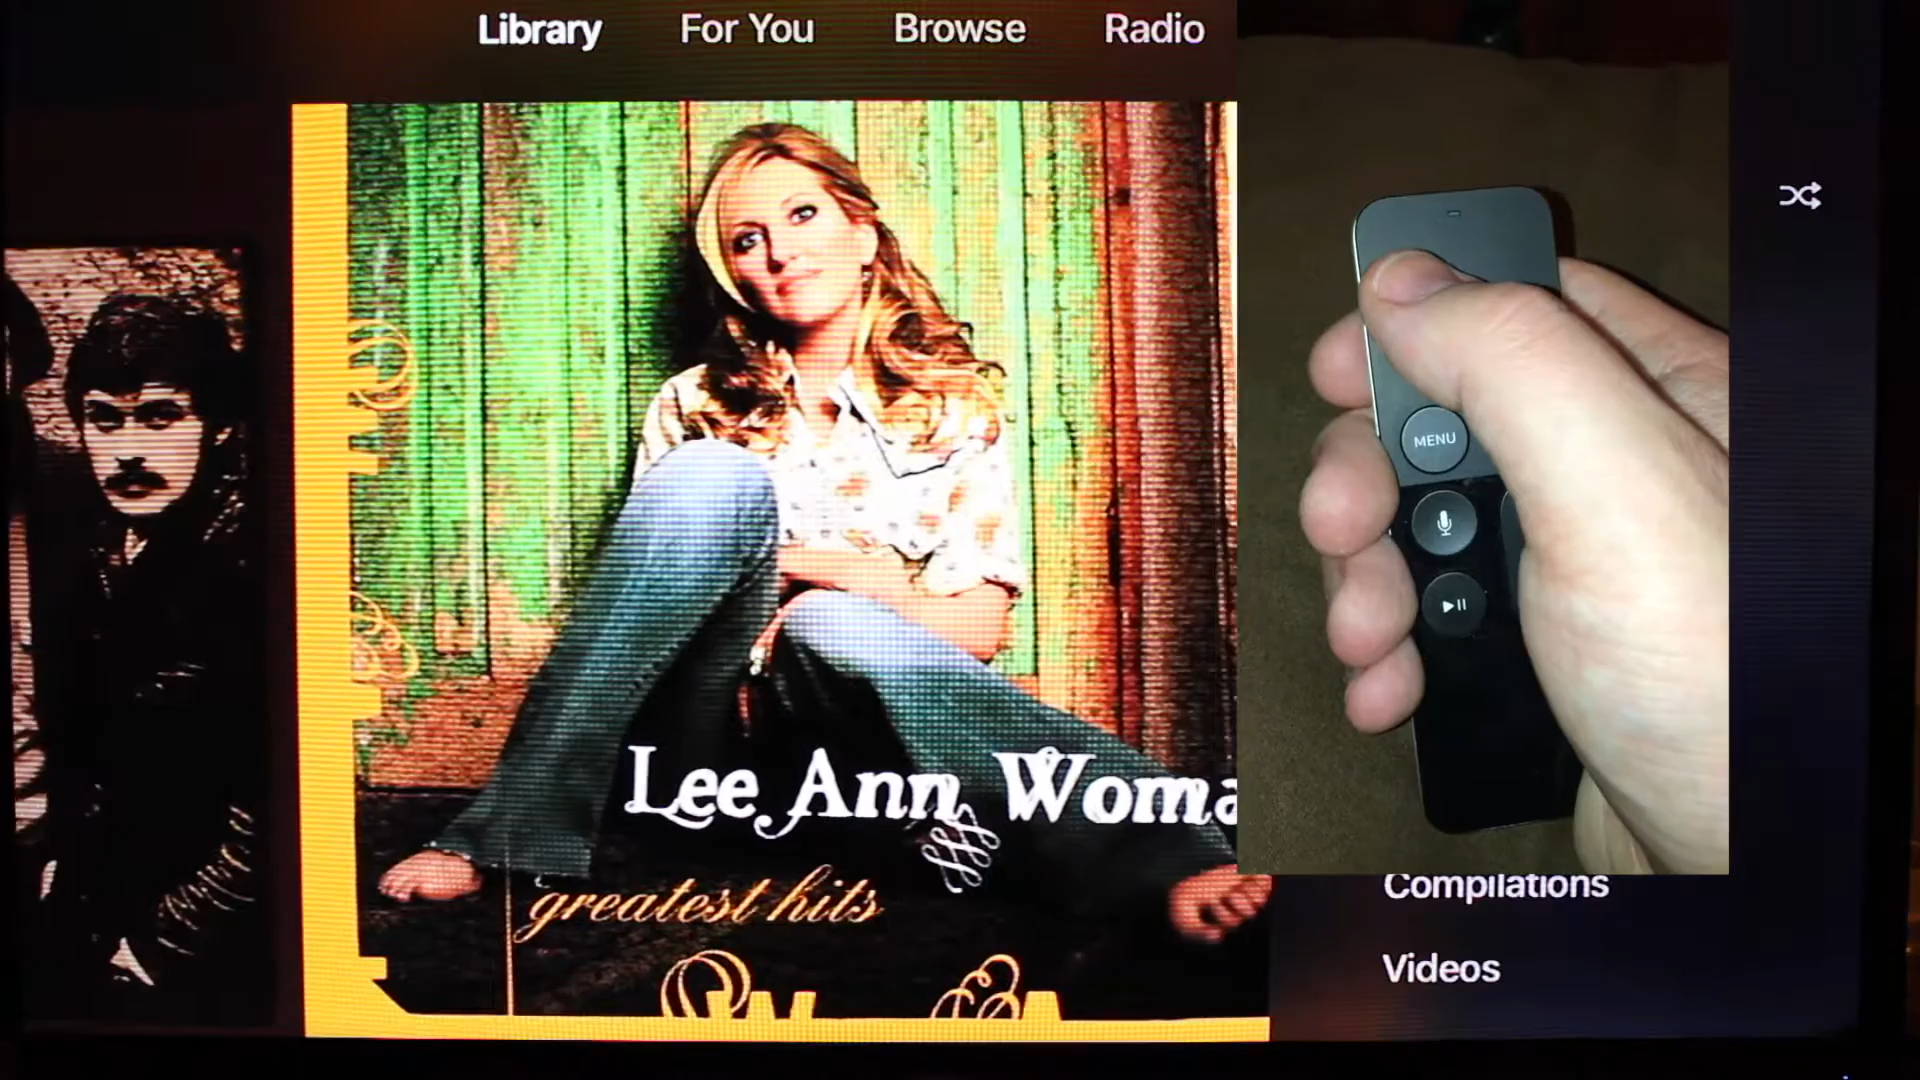 Library For You Browse Radio
MENU
Lee Ann Woma
greatest hits
Compilations
Videos